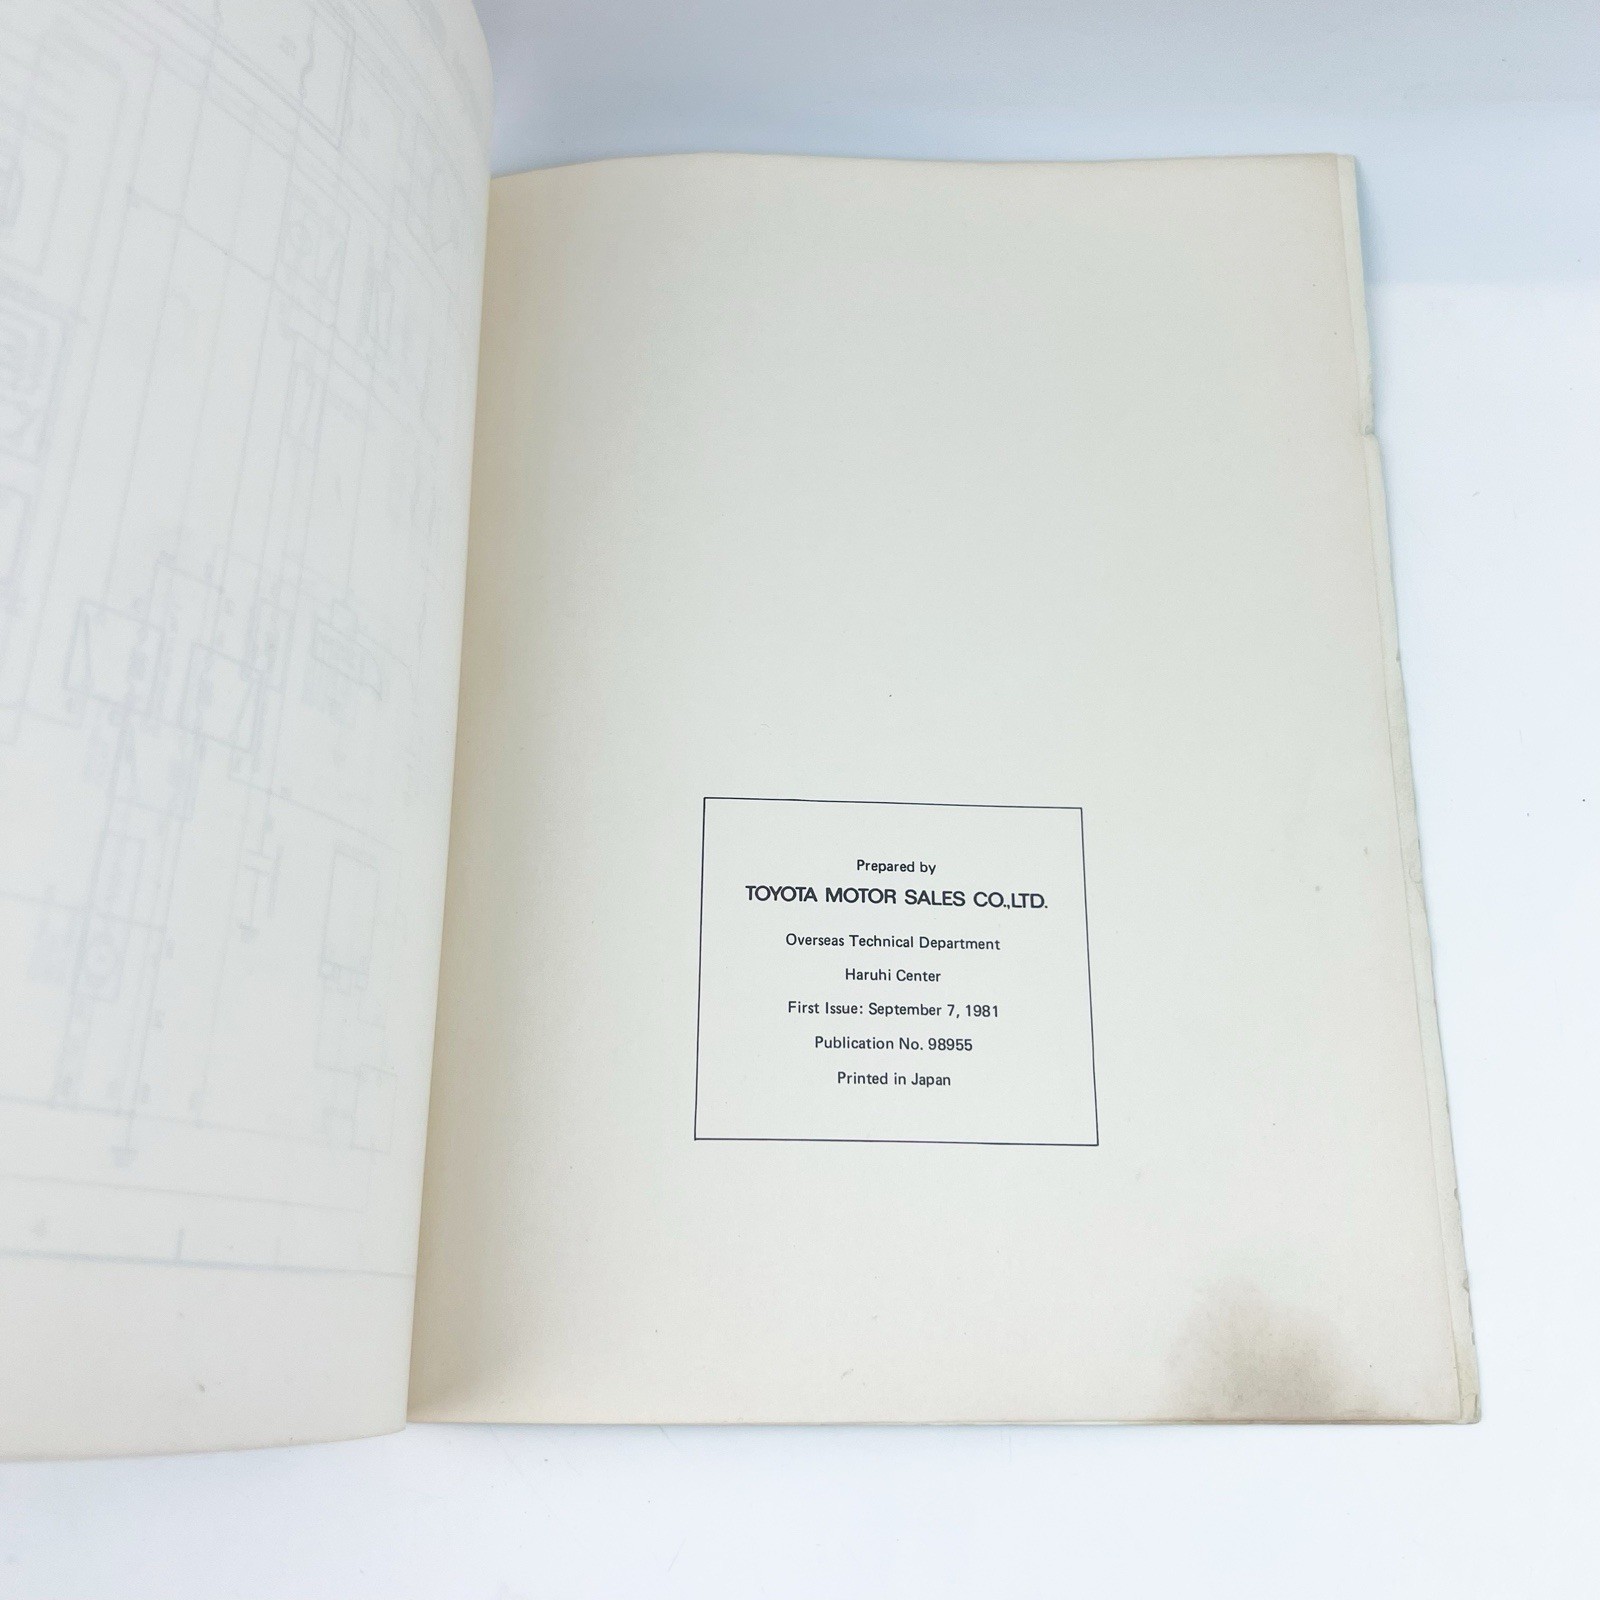 Prepared by
TOYOTA MOTOR SALES CO.,LTD.
Overseas Technical Department
Haruhi Center
First Issue: September 7, 1981
Publication No. 98955
Printed in Japan